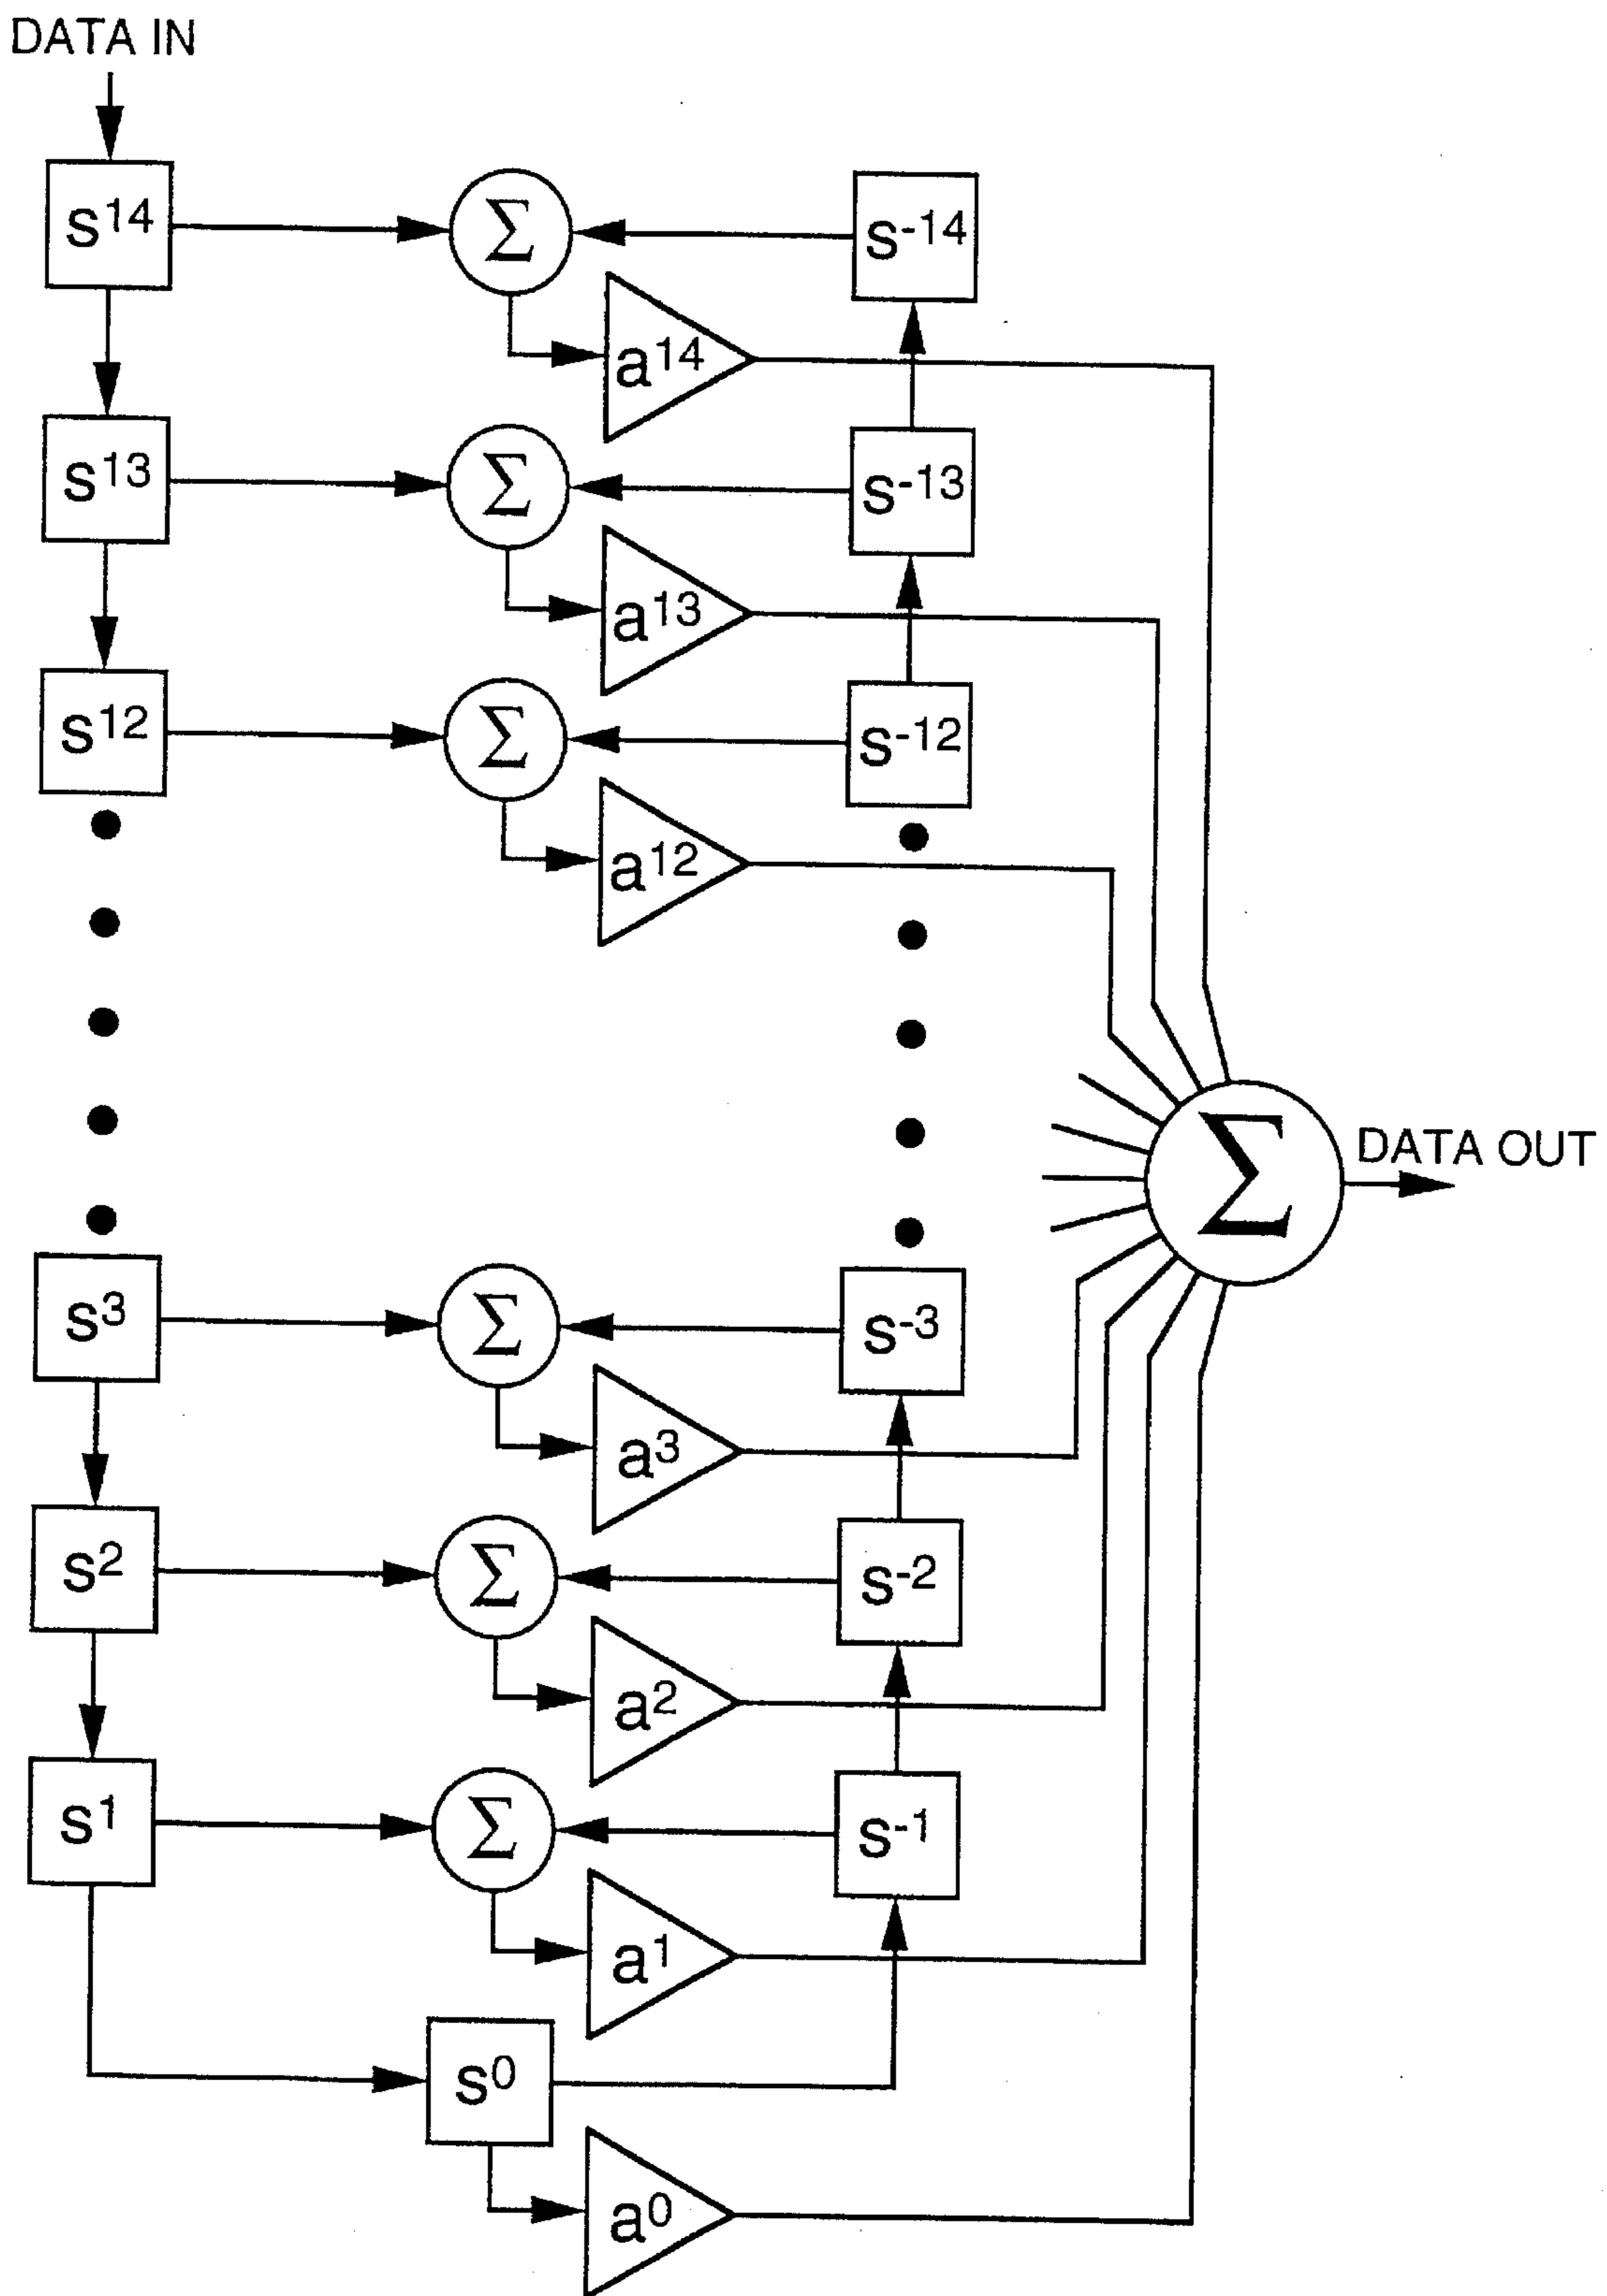 DATA IN
s14 Σ s-14
a14
s13 Σ s-13
a13
s12 Σ s-12
a12
Σ DATA OUT
s3 Σ s-3
a3
s2 Σ s-2
a2
s1 Σ s-1
a1
s0
a0